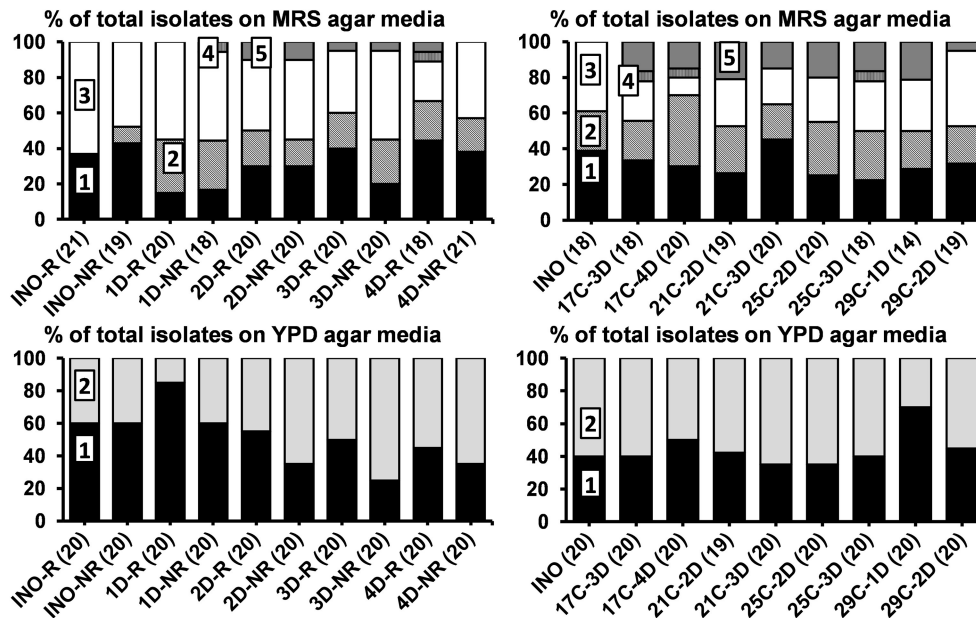 % of total isolates on MRS agar media
100
80
60
40
20
0
3
1
2
4
5
INO-R (21)
INO-NR (19)
1D-R (20)
1D-NR (18)
2D-R (20)
2D-NR (20)
3D-R (20)
3D-NR (20)
4D-R (18)
4D-NR (21)
% of total isolates on MRS agar media
100
80
60
40
20
0
3
2
1
4
5
INO (18)
17C-3D (18)
17C-4D (20)
21C-2D (19)
21C-3D (20)
25C-2D (20)
25C-3D (18)
29C-1D (14)
29C-2D (19)
% of total isolates on YPD agar media
100
80
60
40
20
0
2
1
INO-R (20)
INO-NR (20)
1D-R (20)
1D-NR (20)
2D-R (20)
2D-NR (20)
3D-R (20)
3D-NR (20)
4D-R (20)
4D-NR (20)
% of total isolates on YPD agar media
100
80
60
40
20
0
2
1
INO (20)
17C-3D (20)
17C-4D (20)
21C-2D (19)
21C-3D (20)
25C-2D (20)
25C-3D (20)
29C-1D (20)
29C-2D (20)